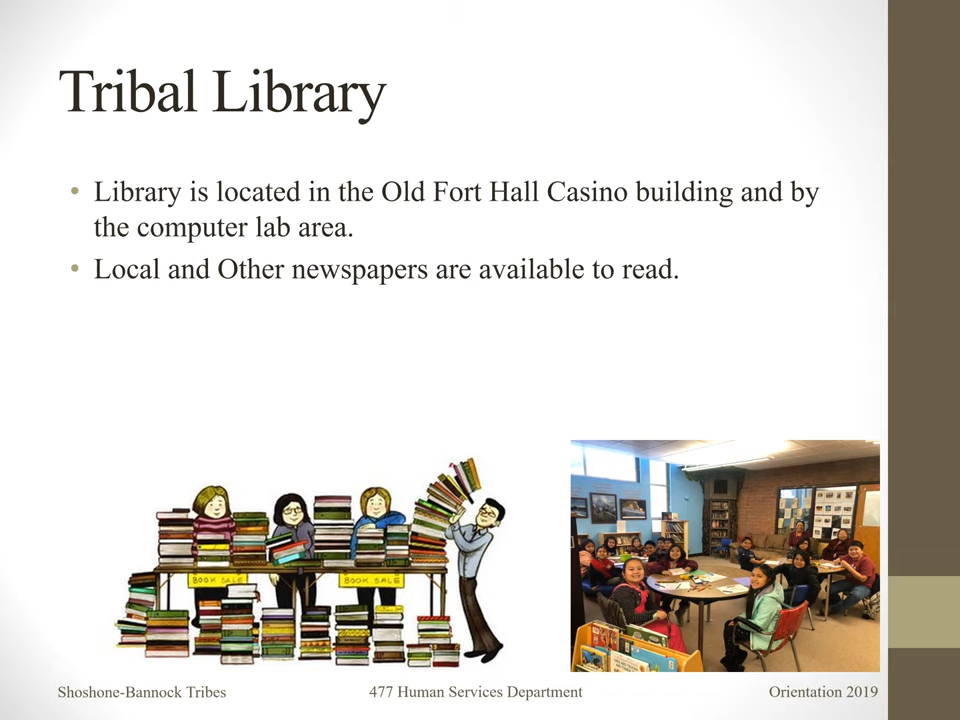 Tribal Library
• Library is located in the Old Fort Hall Casino building and by
the computer lab area.
• Local and Other newspapers are available to read.
BOOK SALE
BOOK SALE
Shoshone-Bannock Tribes
477 Human Services Department
Orientation 2019